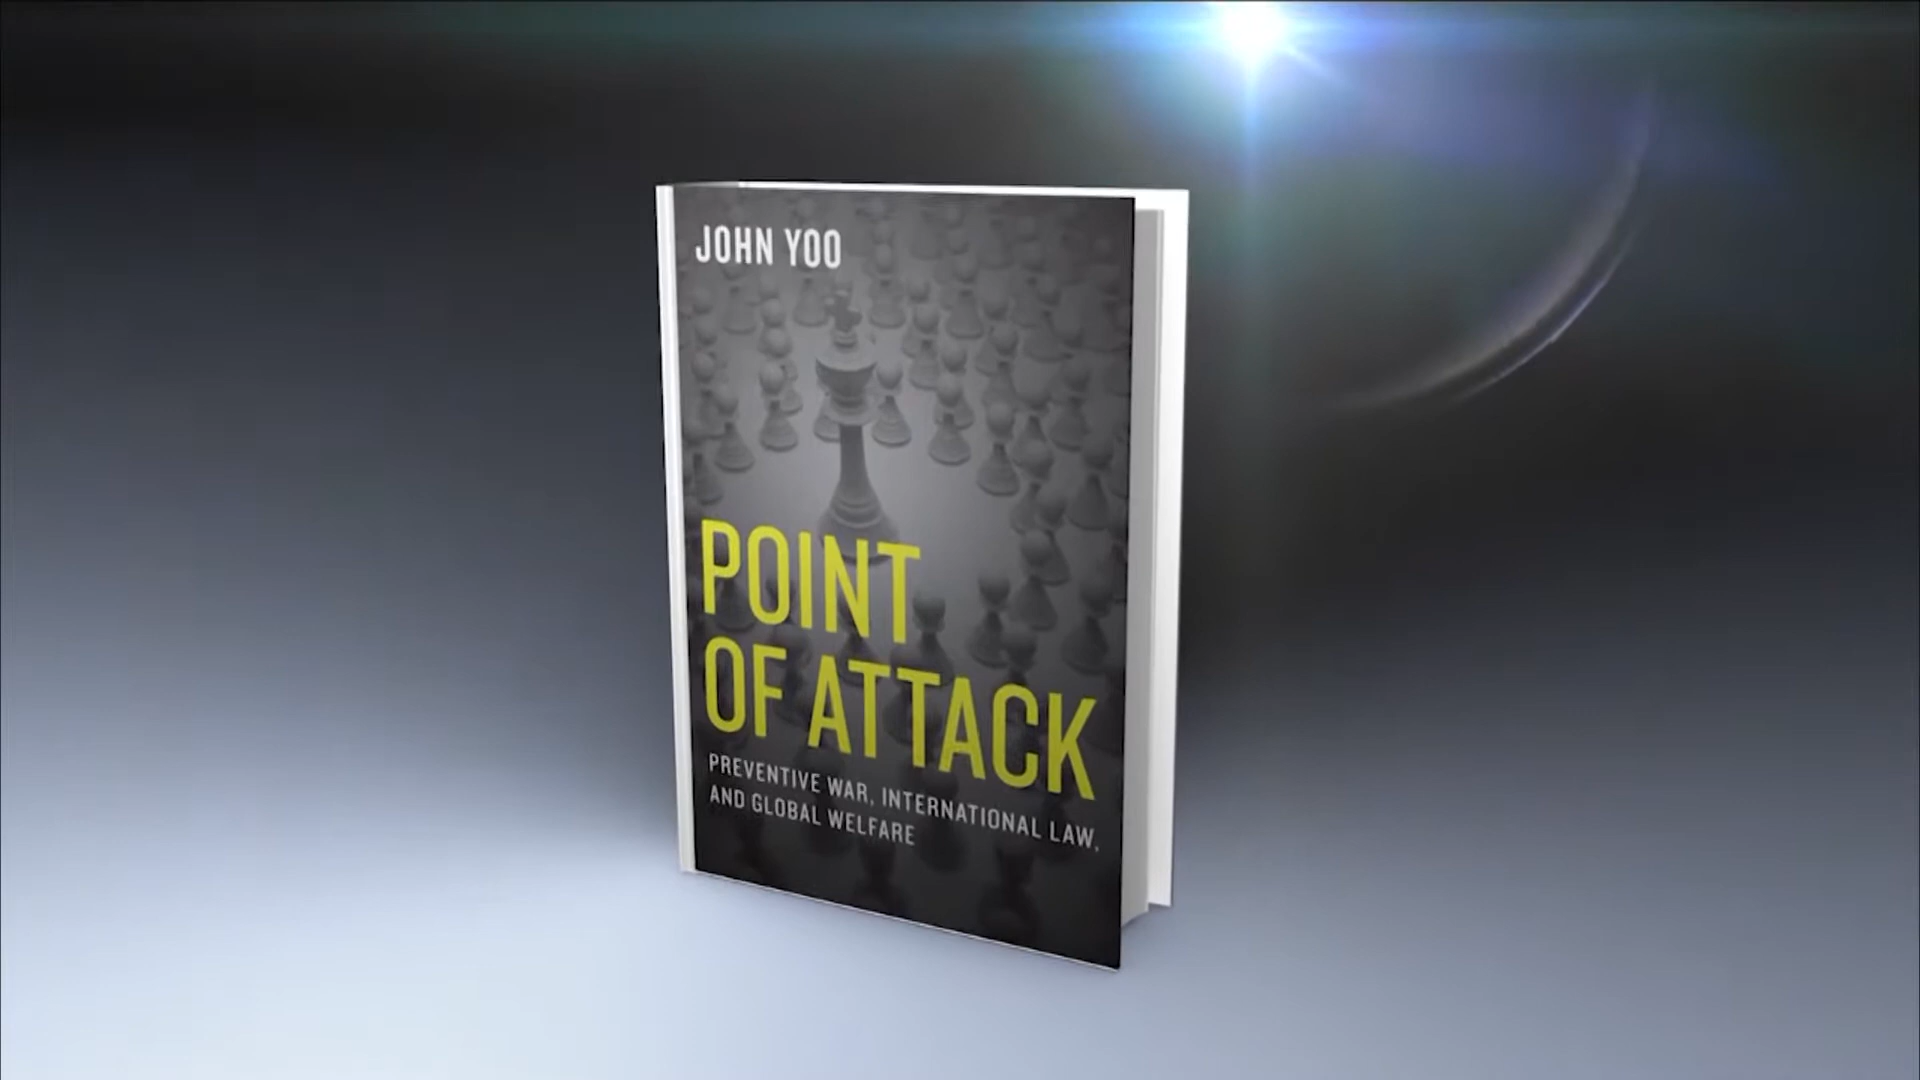 JOHN YOO
POINT
OF ATTACK
PREVENTIVE WAR, INTERNATIONAL LAW,
AND GLOBAL WELFARE